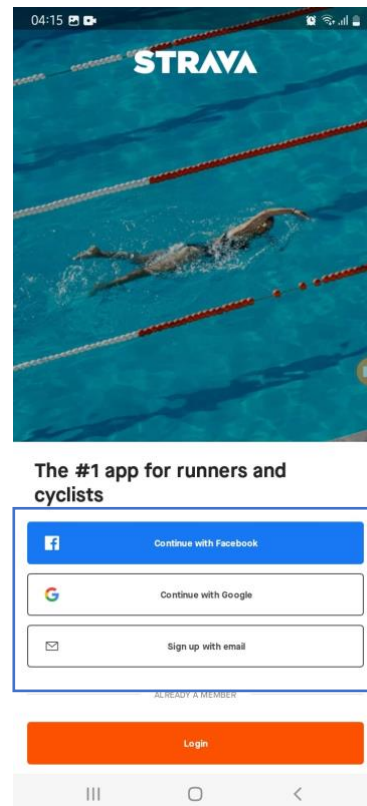 04:15
STRAVA
The #1 app for runners and
cyclists
Continue with Facebook
Continue with Google
Sign up with email
ALREADY A MEMBER
Login